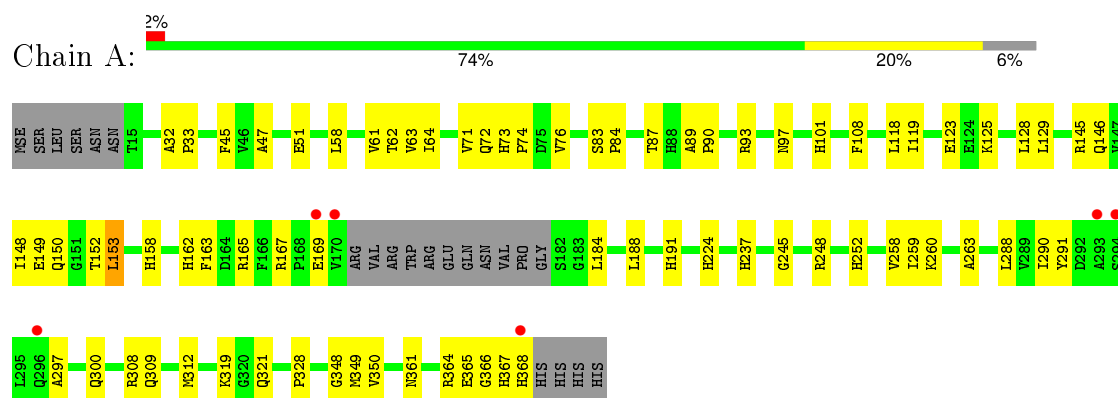 2%
Chain A:
74% 20% 6%
MSE SER LEU SER ASN ASN T15 A32 P33 F45 V46 A47 E51 L58 V61 T62 V63 I64 V71 Q72 H73 P74 D75 V76 S83 P84 T87 H88 A89 P90 R93 N97 H101 F108 L118 I119 E123 E124 K125 L128 L129 R145 Q146 N147
I148 E149 Q150 G151 T152 L153 H158 H162 F163 D164 R165 F166 R167 P168 E169 V170 ARG VAL ARG TRP ARG GLU GLN ASN VAL PRO GLY S182 G183 L184 L188 H191 H224 H237 G245 R248 H252 V258 I259 K260 A263 L288 V289 I290 Y291 D292 A293 S294
L295 Q296 A297 Q300 R308 Q309 M312 K319 G320 Q321 P328 G348 M349 V350 N361 R364 E365 G366 H367 H368 HIS HIS HIS HIS